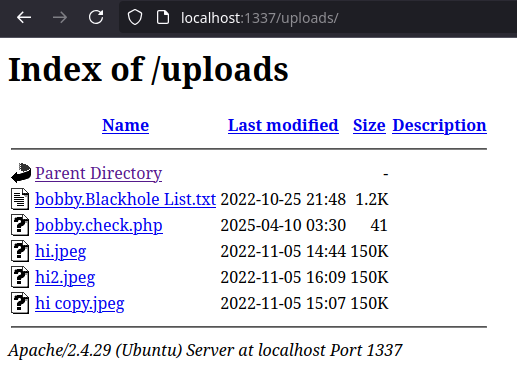 localhost:1337/uploads/
Index of /uploads
Name Last modified Size Description
Parent Directory -
bobby.Blackhole List.txt 2022-10-25 21:48 1.2K
bobby.check.php 2025-04-10 03:30 41
hi.jpeg 2022-11-05 14:44 150K
hi2.jpeg 2022-11-05 16:09 150K
hi copy.jpeg 2022-11-05 15:07 150K
Apache/2.4.29 (Ubuntu) Server at localhost Port 1337